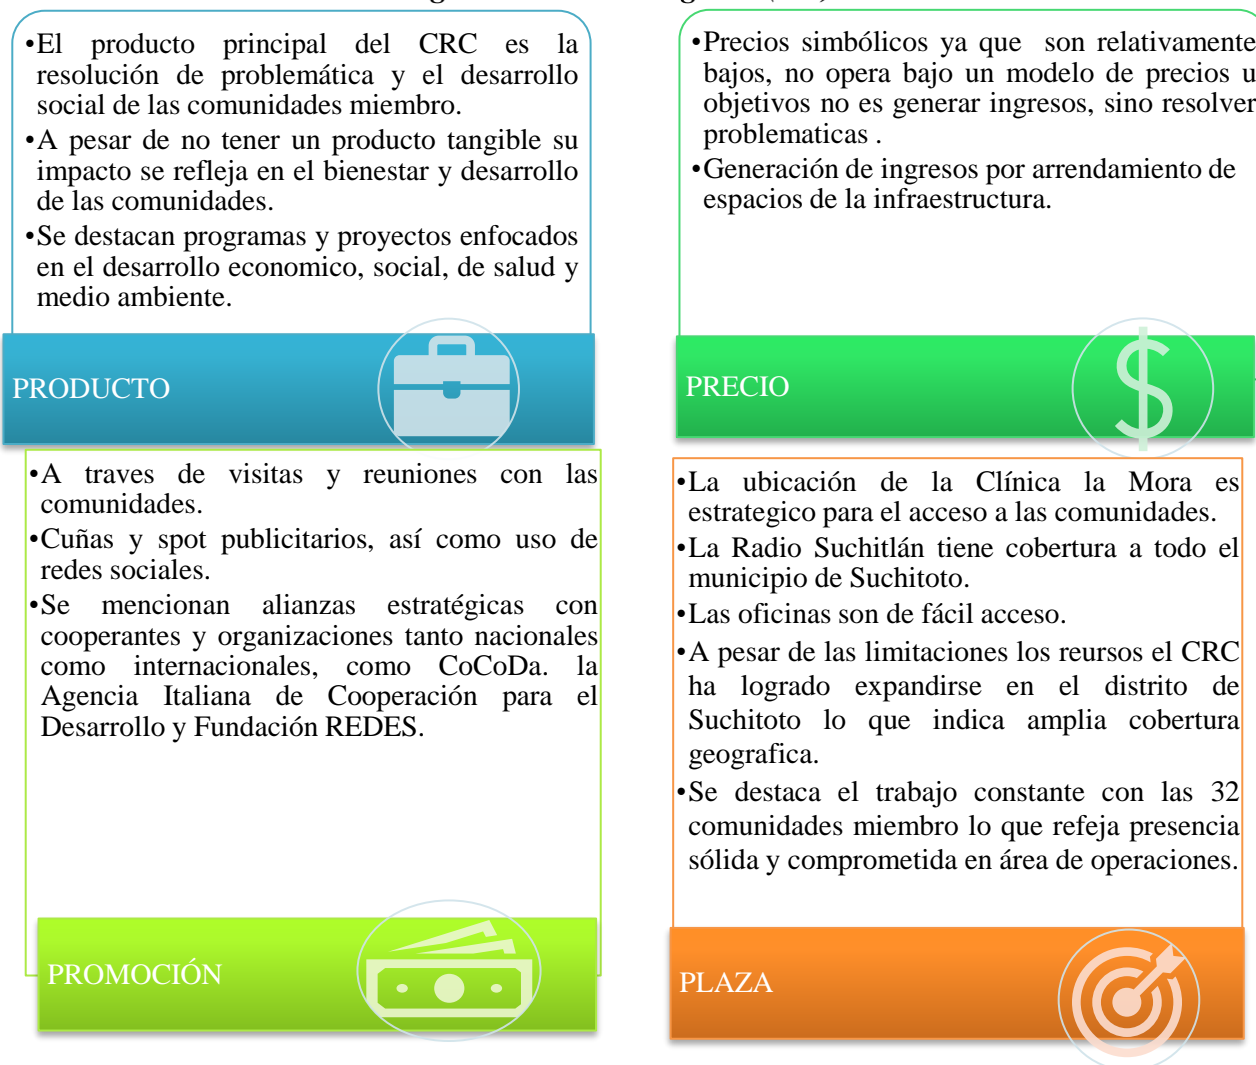 •El producto principal del CRC es la
resolución de problemática y el desarrollo
social de las comunidades miembro.
•A pesar de no tener un producto tangible su
impacto se refleja en el bienestar y desarrollo
de las comunidades.
•Se destacan programas y proyectos enfocados
en el desarrollo economico, social, de salud y
medio ambiente.
PRODUCTO
•Precios simbólicos ya que son relativamente
bajos, no opera bajo un modelo de precios u
objetivos no es generar ingresos, sino resolver
problematicas .
•Generación de ingresos por arrendamiento de
espacios de la infraestructura.
PRECIO
•A traves de visitas y reuniones con las
comunidades.
•Cuñas y spot publicitarios, así como uso de
redes sociales.
•Se mencionan alianzas estratégicas con
cooperantes y organizaciones tanto nacionales
como internacionales, como CoCoDa. la
Agencia Italiana de Cooperación para el
Desarrollo y Fundación REDES.
PROMOCIÓN
•La ubicación de la Clínica la Mora es
estrategico para el acceso a las comunidades.
•La Radio Suchitlán tiene cobertura a todo el
municipio de Suchitoto.
•Las oficinas son de fácil acceso.
•A pesar de las limitaciones los reursos el CRC
ha logrado expandirse en el distrito de
Suchitoto lo que indica amplia cobertura
geografica.
•Se destaca el trabajo constante con las 32
comunidades miembro lo que refeja presencia
sólida y comprometida en área de operaciones.
PLAZA